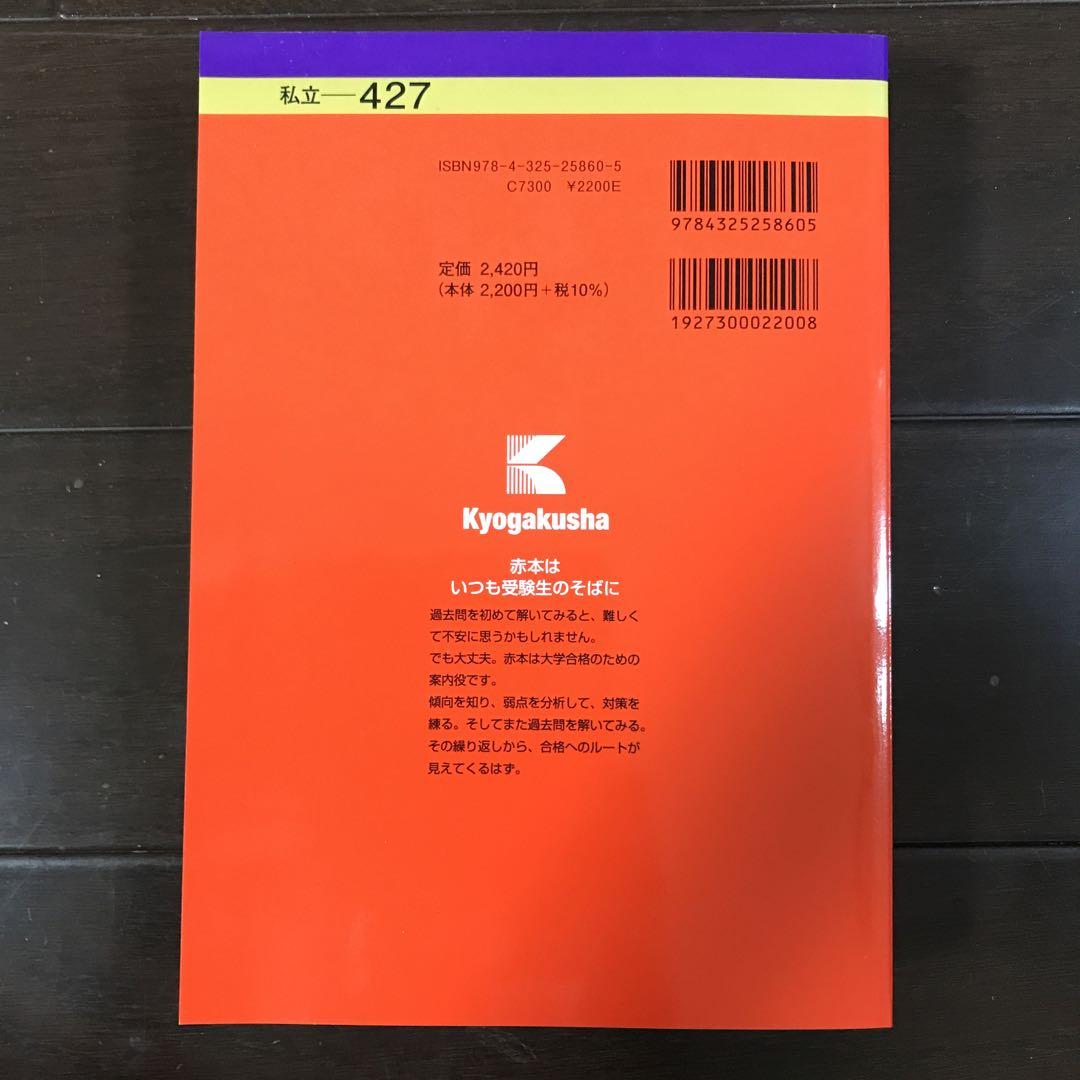 私立—427
ISBN978-4-325-25860-5
C7300 ¥2200E
9784325258605
定価 2,420円
(本体 2,200円+税10%)
1927300022008
Kyogakusha
赤本は
いつも受験生のそばに
過去問を初めて解いてみると、難しく
て不安に思うかもしれません。
でも大丈夫。赤本は大学合格のための
案内役です。
傾向を知り、弱点を分析して、対策を
練る。そしてまた過去問を解いてみる。
その繰り返しから、合格へのルートが
見えてくるはず。